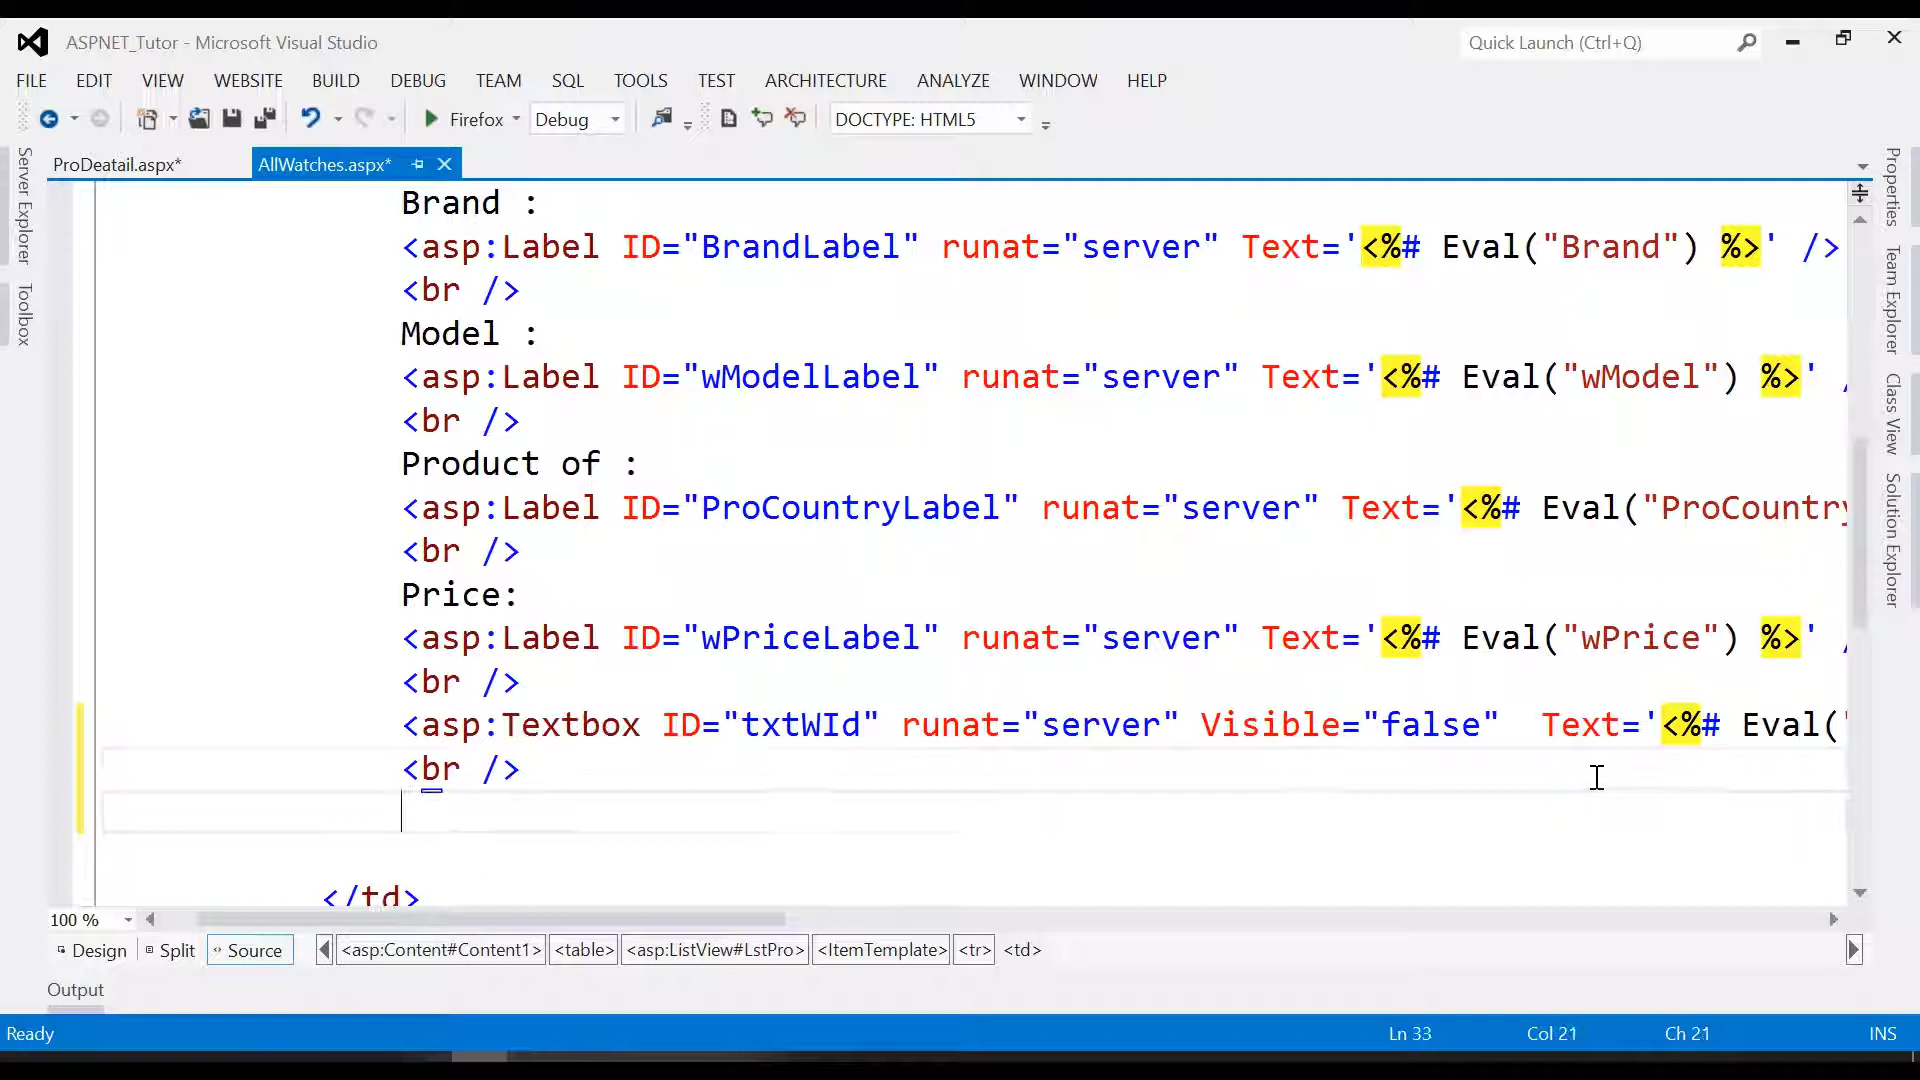 ASPNET_Tutor - Microsoft Visual Studio
Quick Launch (Ctrl+Q)
FILE EDIT VIEW WEBSITE BUILD DEBUG TEAM SQL TOOLS TEST ARCHITECTURE ANALYZE WINDOW HELP
Firefox Debug DOCTYPE: HTML5
ProDeatail.aspx* AllWatches.aspx*
Server Explorer
Toolbox
Brand :
<asp:Label ID="BrandLabel" runat="server" Text='<%# Eval("Brand") %>' />
<br />
Model :
<asp:Label ID="wModelLabel" runat="server" Text='<%# Eval("wModel") %>' /
<br />
Product of :
<asp:Label ID="ProCountryLabel" runat="server" Text='<%# Eval("ProCountry
<br />
Price:
<asp:Label ID="wPriceLabel" runat="server" Text='<%# Eval("wPrice") %>' /
<br />
<asp:Textbox ID="txtWId" runat="server" Visible="false"  Text='<%# Eval("
<br />
</td>
Properties
Team Explorer
Class View
Solution Explorer
100 %
Design Split Source <asp:Content#Content1> <table> <asp:ListView#LstPro> <ItemTemplate> <tr> <td>
Output
Ready Ln 33 Col 21 Ch 21 INS